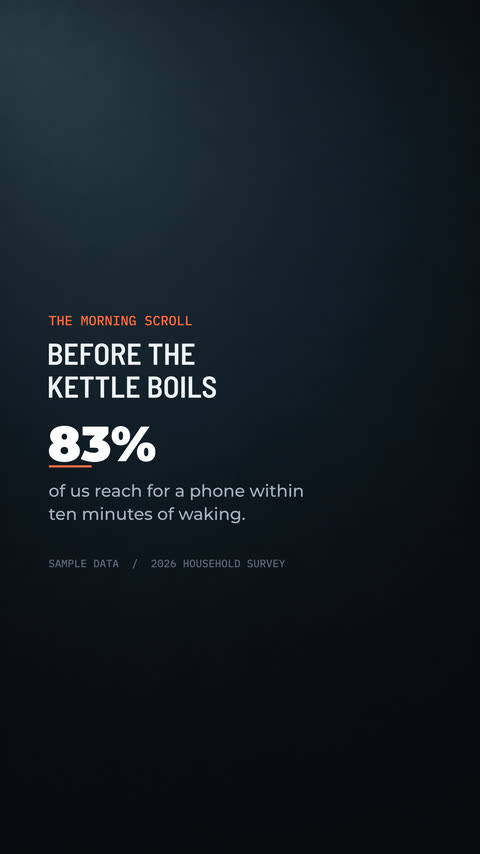 THE MORNING SCROLL
BEFORE THE
KETTLE BOILS
83%
of us reach for a phone within
ten minutes of waking.
SAMPLE DATA / 2026 HOUSEHOLD SURVEY